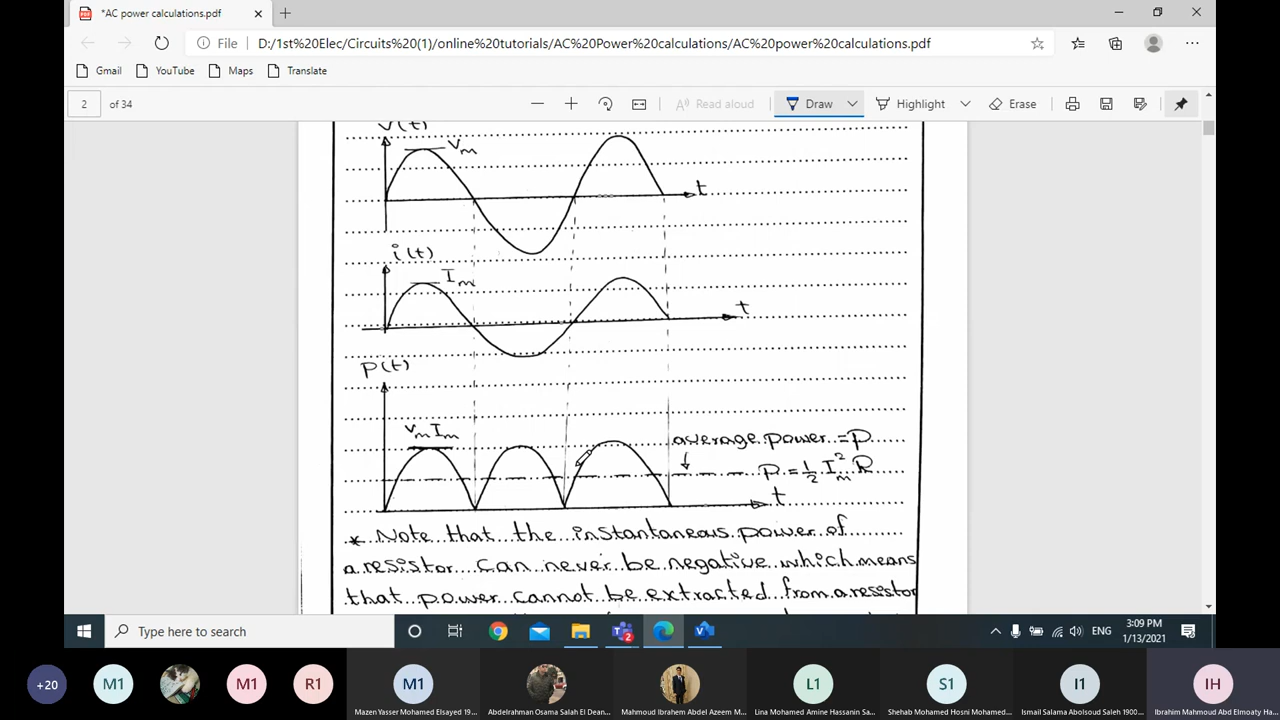 *AC power calculations.pdf
File D:/1st%20Elec/Circuits%20(1)/online%20tutorials/AC%20Power%20calculations/AC%20power%20calculations.pdf
Gmail YouTube Maps Translate
2 of 34 Read aloud Draw Highlight Erase
V(t)
Vm
t
i(t)
Im
t
p(t)
Vm Im
average power = P
P = 1/2 I²m R
t
* Note that the instantaneous power of
a resistor can never be negative which means
that power cannot be extracted from a resistor
Type here to search ENG 3:09 PM
1/13/2021
+20 M1 M1 R1 M1 L1 S1 I1 IH
Mazen Yasser Mohamed Elsayed 19... Abdelrahman Osama Salah El Dean... Mahmoud Ibrahem Abdel Azeem M... Lina Mohamed Amine Hassanin Sa... Shehab Mohamed Hosni Mohamed... Ismail Salama Abolsoud Saleh 1900... Ibrahim Mahmoud Abd Elmoaty Ha...